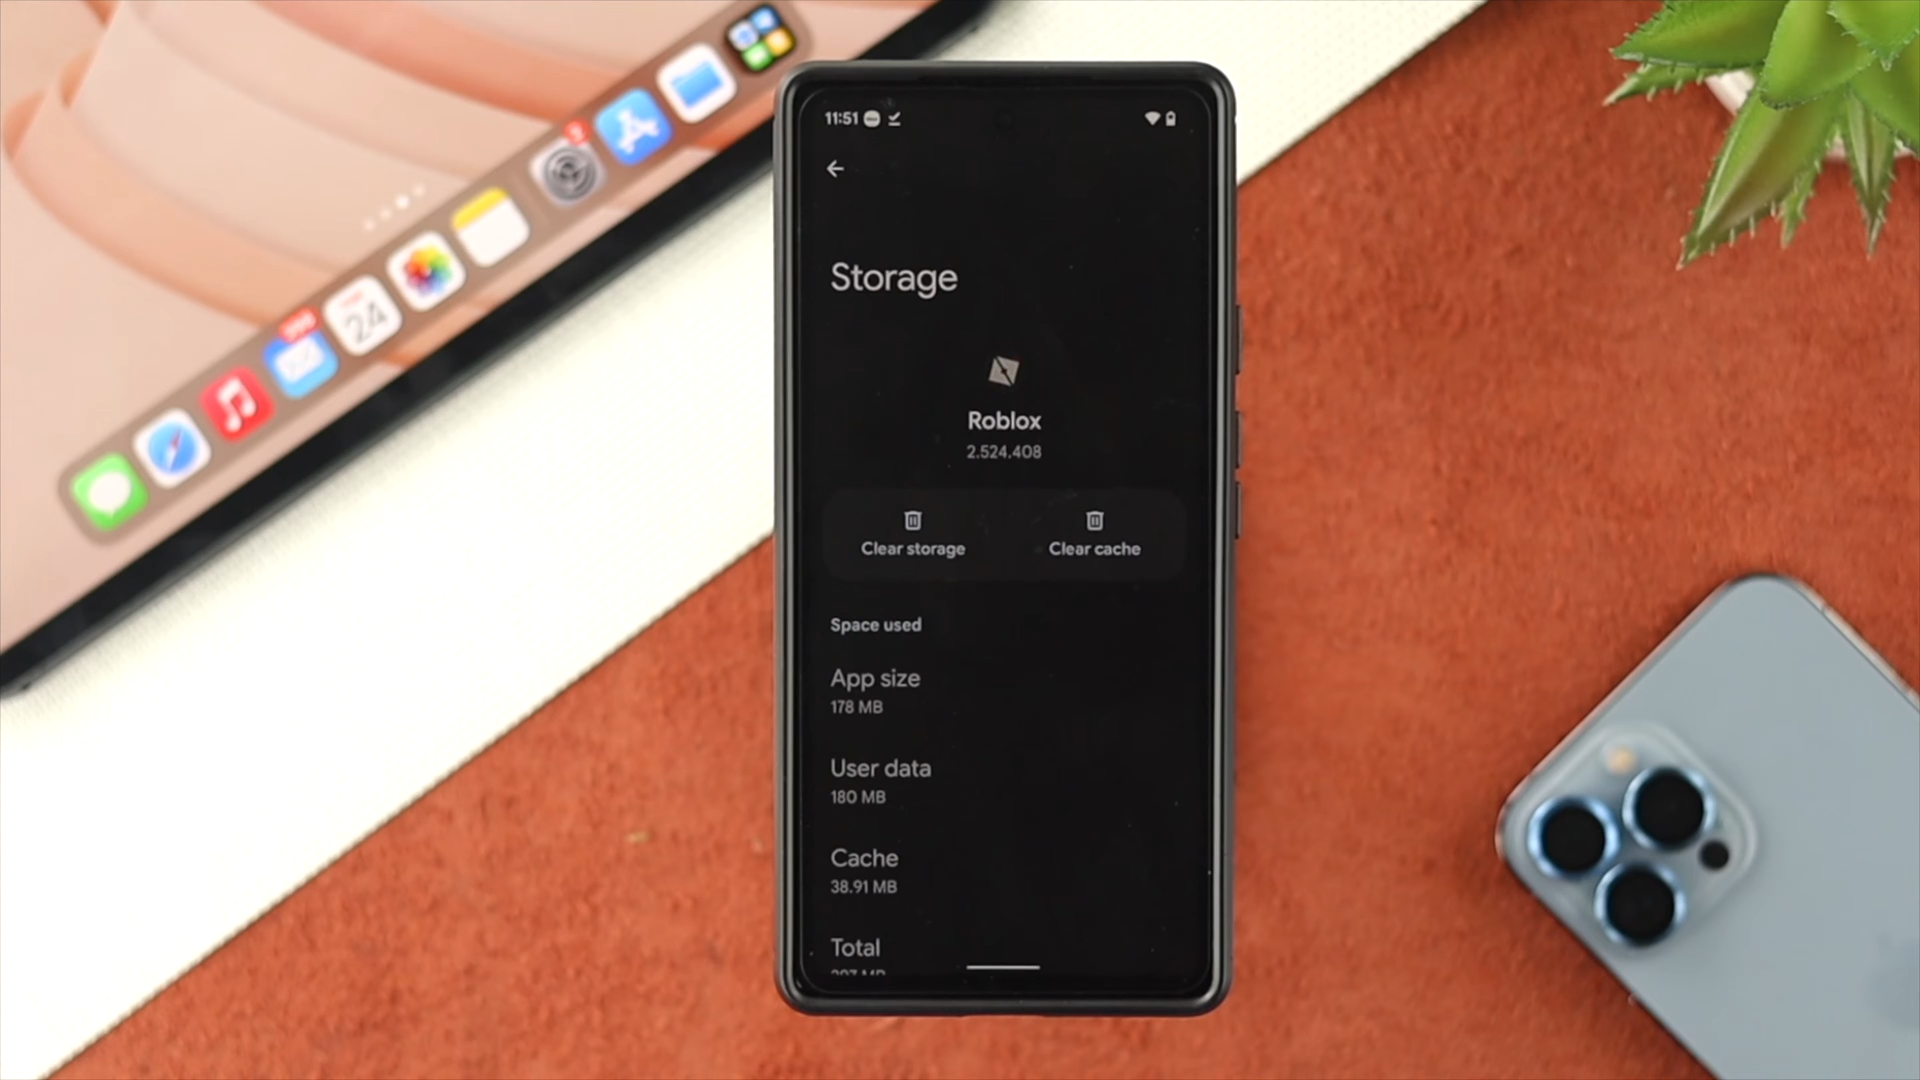 11:51
Storage
Roblox
2.524.408
Clear storage
Clear cache
Space used
App size
178 MB
User data
180 MB
Cache
38.91 MB
Total
24